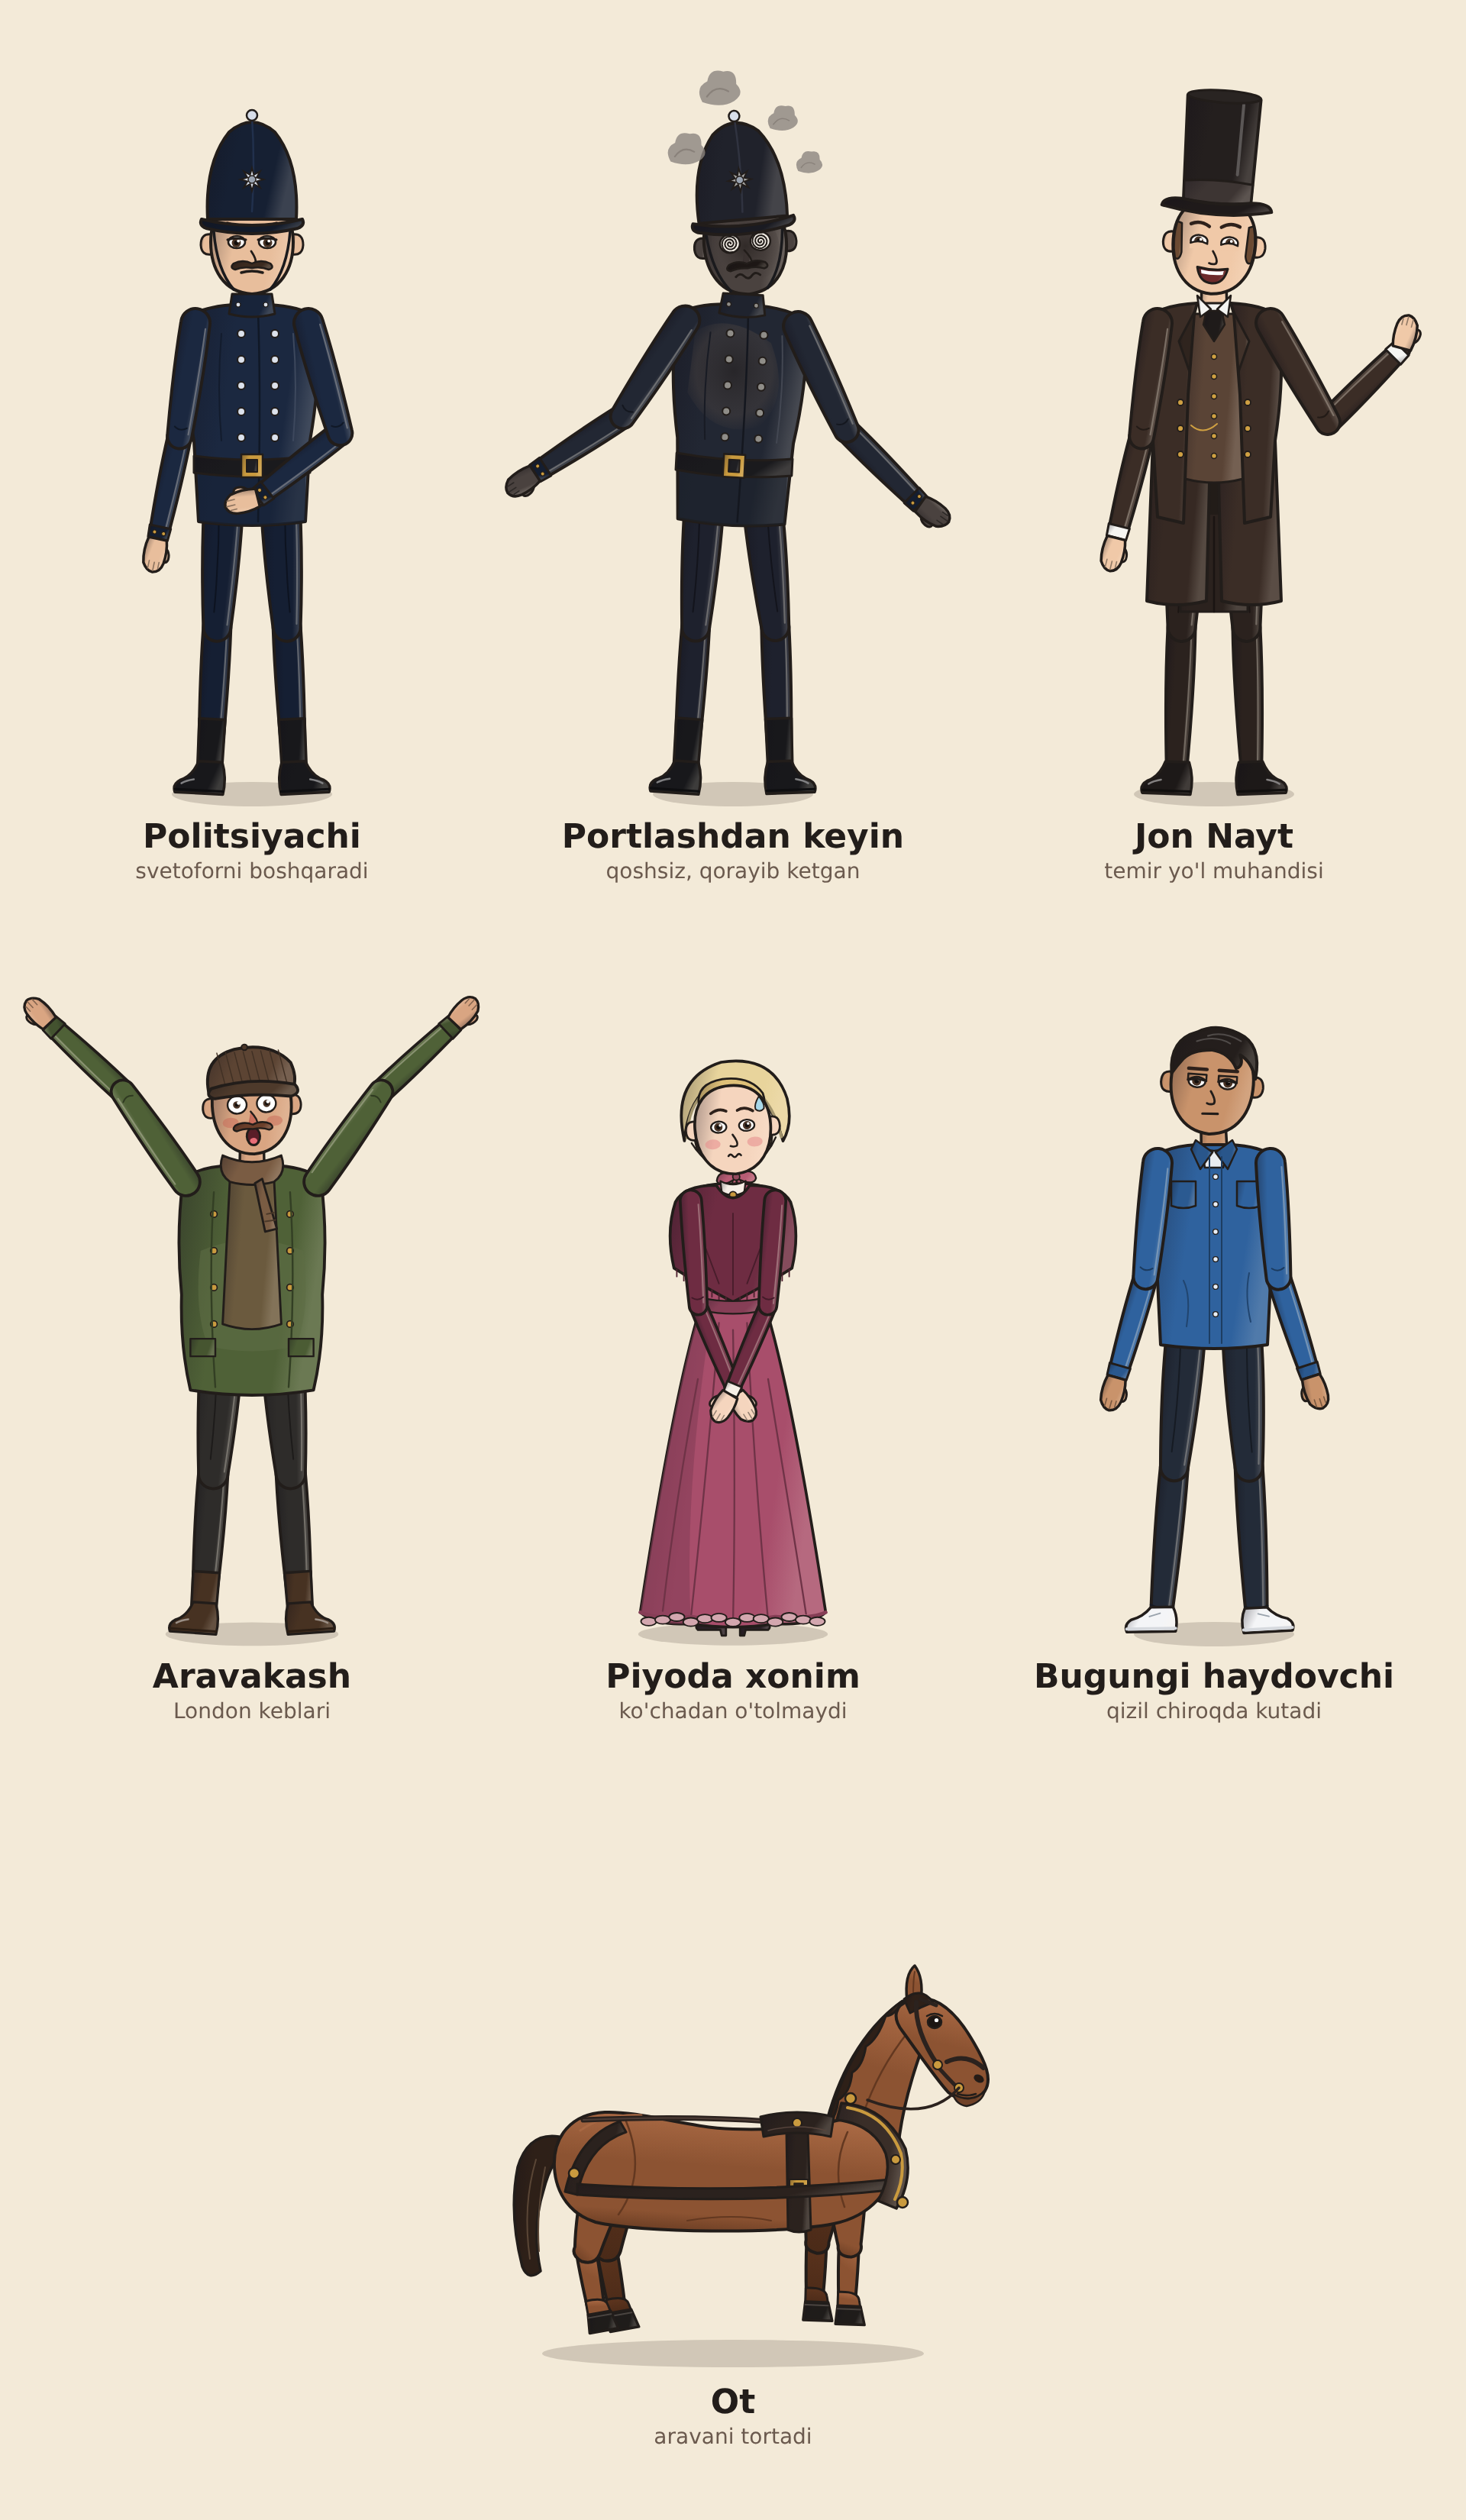 Politsiyachi
svetoforni boshqaradi
Portlashdan keyin
qoshsiz, qorayib ketgan
Jon Nayt
temir yo'l muhandisi
Aravakash
London keblari
Piyoda xonim
ko'chadan o'tolmaydi
Bugungi haydovchi
qizil chiroqda kutadi
Ot
aravani tortadi